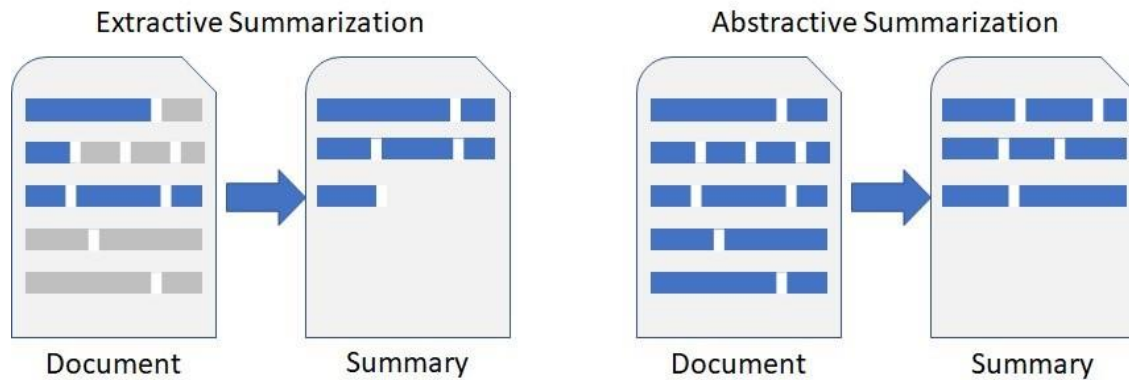 Extractive Summarization
Abstractive Summarization
Document
Summary
Document
Summary